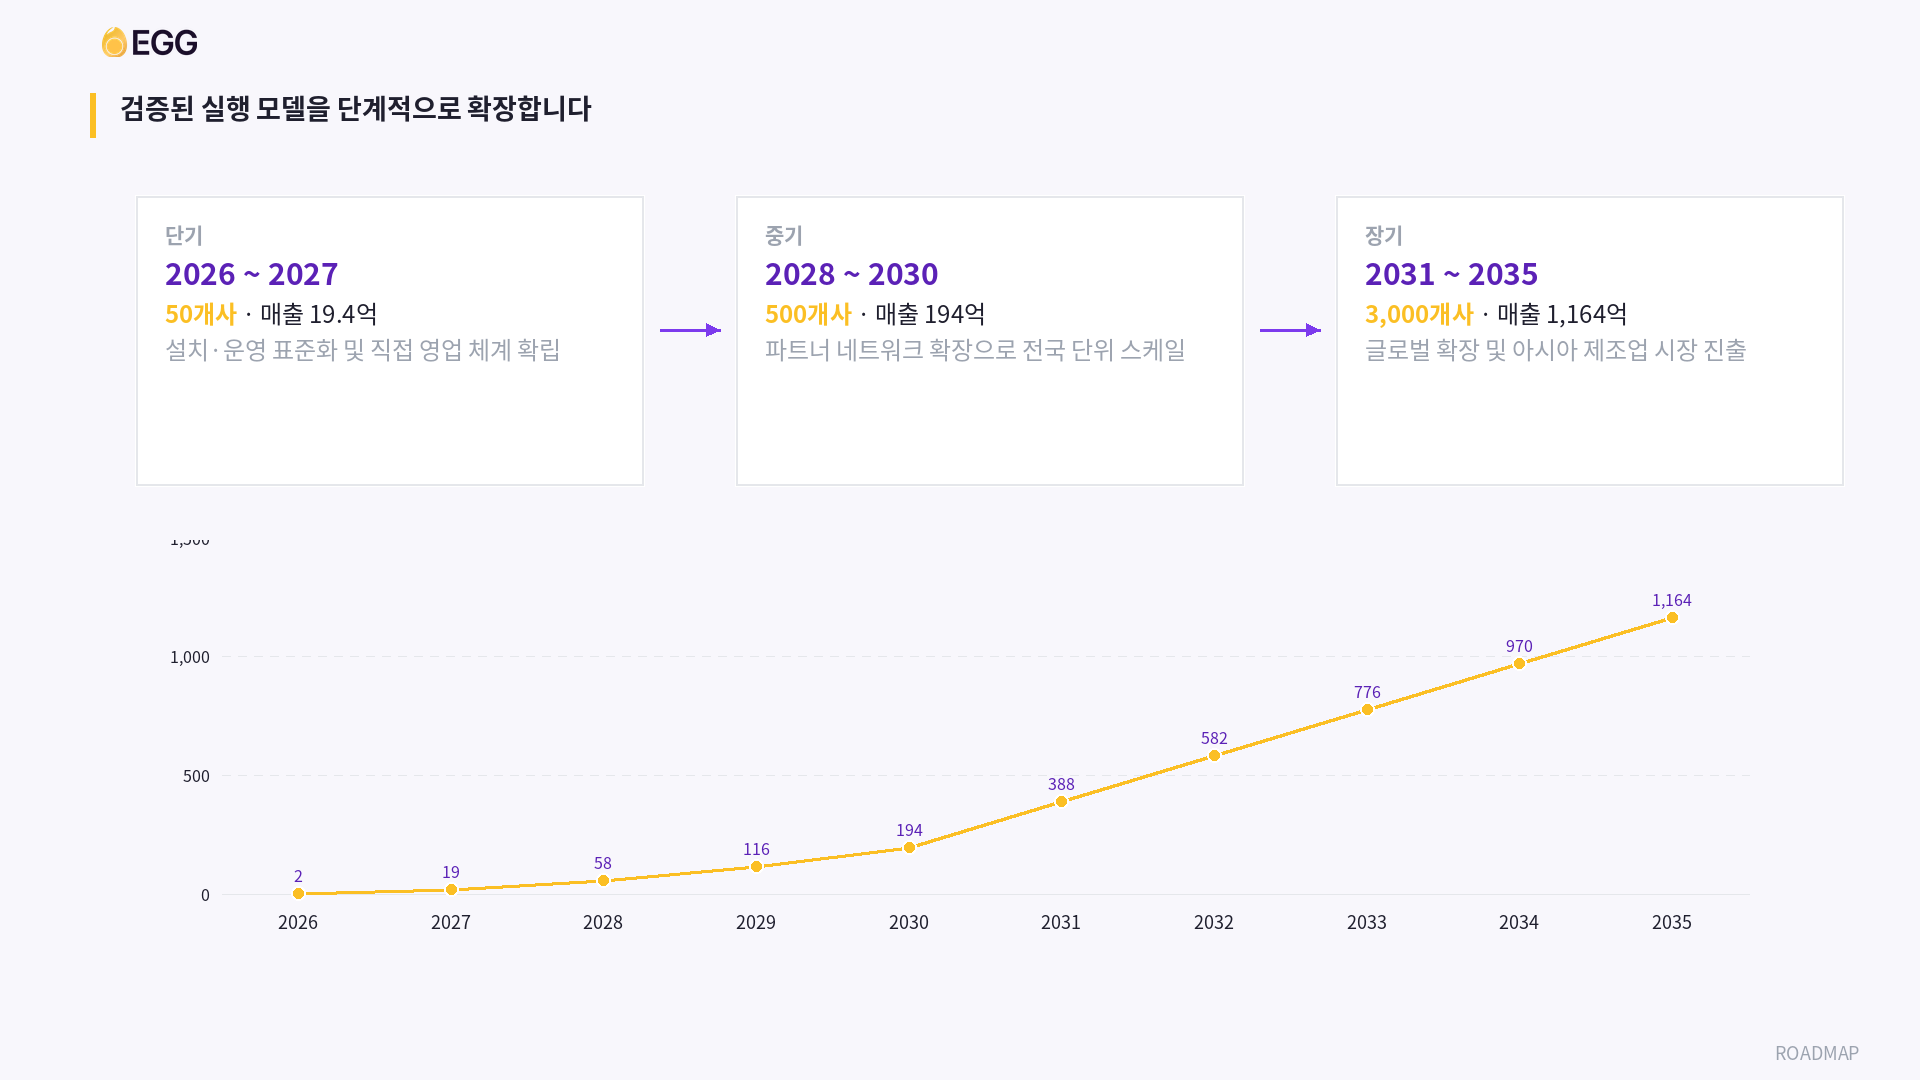 EGG
검증된 실행 모델을 단계적으로 확장합니다
단기
2026 ~ 2027
50개사 · 매출 19.4억
설치·운영 표준화 및 직접 영업 체계 확립
중기
2028 ~ 2030
500개사 · 매출 194억
파트너 네트워크 확장으로 전국 단위 스케일
장기
2031 ~ 2035
3,000개사 · 매출 1,164억
글로벌 확장 및 아시아 제조업 시장 진출
1,500
1,000
500
0
2
19
58
116
194
388
582
776
970
1,164
2026
2027
2028
2029
2030
2031
2032
2033
2034
2035
ROADMAP